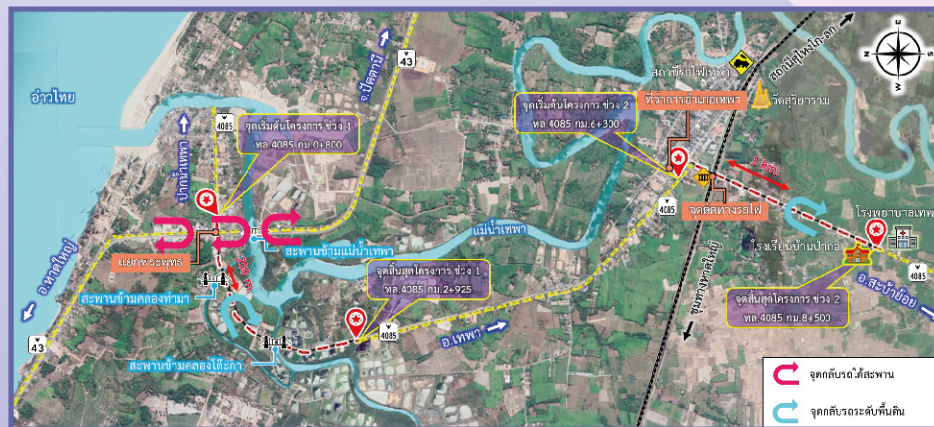 อ่าวไทย
ปากน้ำเทพา
4085
จุดเริ่มต้นโครงการ ช่วง 1
ทล.4085 กม.0+800
43
จ.ปัตตานี
จุดเริ่มต้นโครงการ ช่วง 2
ทล.4085 กม.6+300
สถานีรถไฟเทพา
ที่ว่าการอำเภอเทพา
วัดสุริยาราม
สถานีสุไหงโก-ลก
N
E
S
W
แยกพระพุทธ
สะพานข้ามแม่น้ำเทพา
แม่น้ำเทพา
4085
จุดตัดทางรถไฟ
โรงพยาบาลเทพา
โรงเรียนบ้านป่ากอ
4085
อ.สะบ้าย้อย
อ.หาดใหญ่
43
สะพานข้ามคลองท่ามา
สะพานข้ามคลองโต๊ะกา
จุดสิ้นสุดโครงการ ช่วง 1
ทล.4085 กม.2+925
4085
อ.เทพา
ชุมทางหาดใหญ่
จุดสิ้นสุดโครงการ ช่วง 2
ทล.4085 กม.8+500
จุดกลับรถใต้สะพาน
จุดกลับรถระดับพื้นดิน